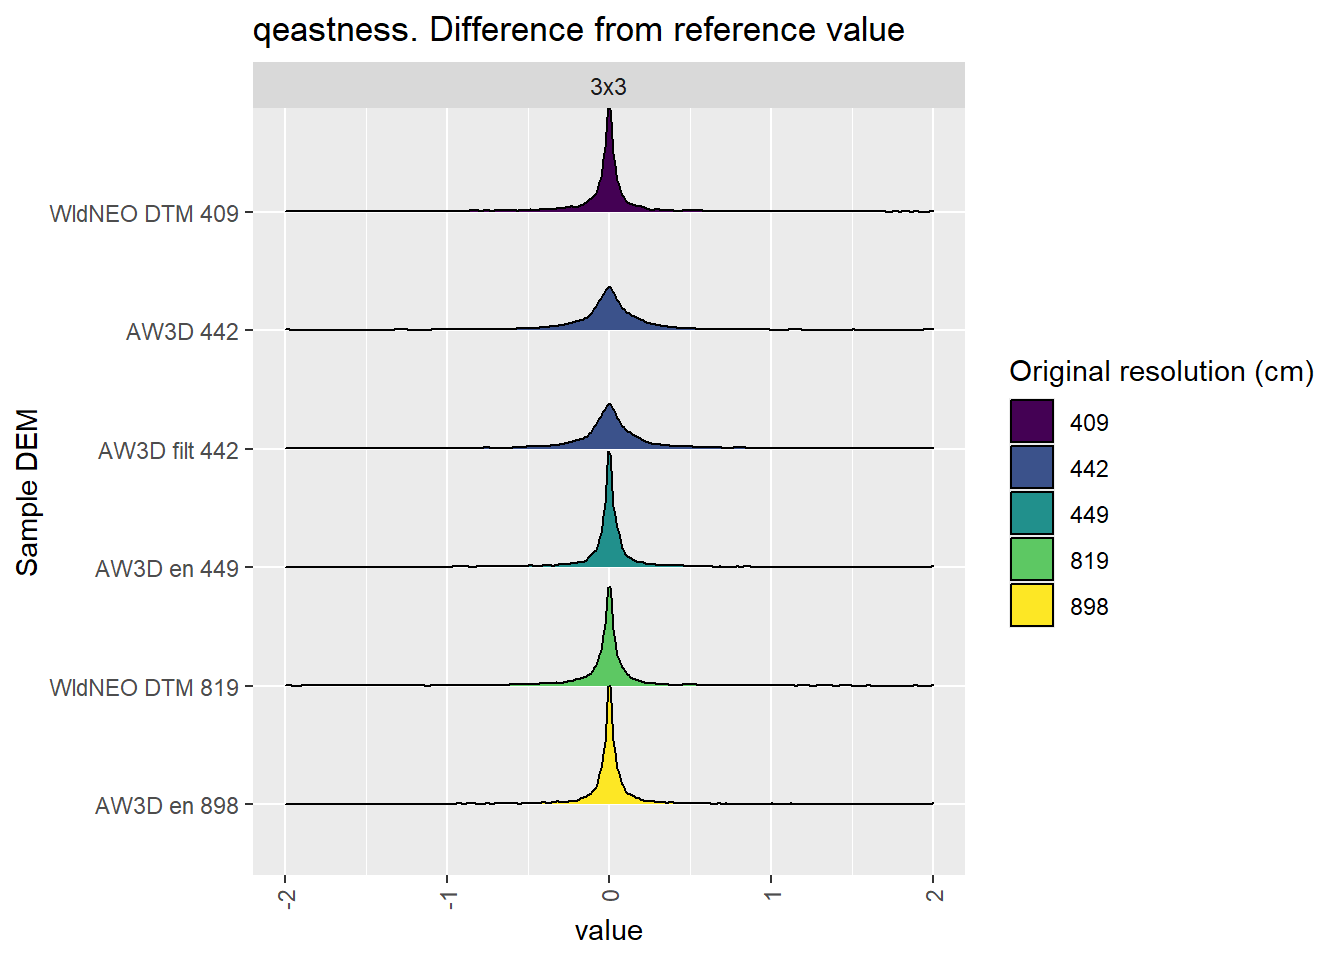 qeastness. Difference from reference value
3x3
WldNEO DTM 409
AW3D 442
AW3D filt 442
AW3D en 449
WldNEO DTM 819
AW3D en 898
Sample DEM
-2 -1 0 1 2
value
Original resolution (cm)
409
442
449
819
898